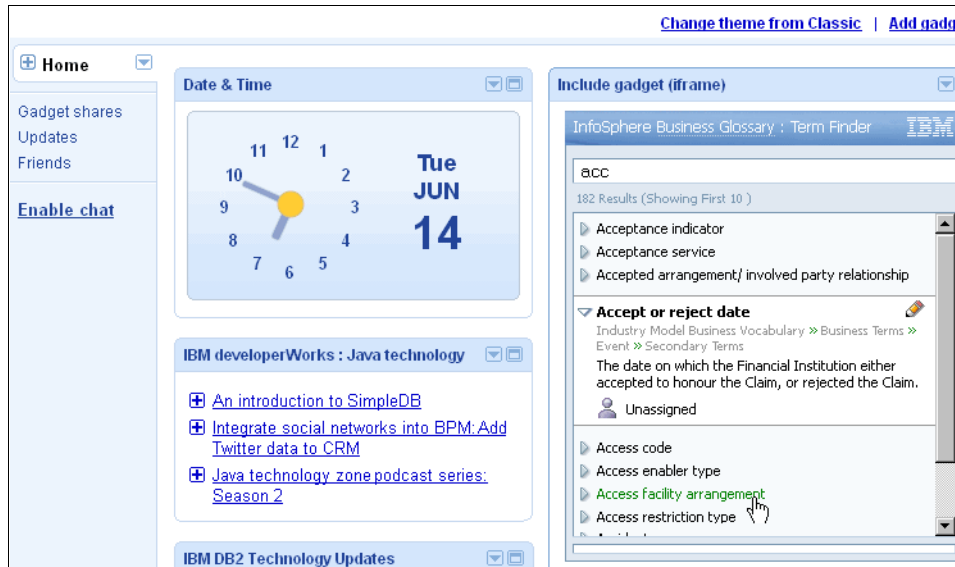 Change theme from Classic | Add gadg
Home
Gadget shares
Updates
Friends
Enable chat
Date & Time
12
11
1
10
2
9
3
8
4
7
5
6
Tue
JUN
14
IBM developerWorks : Java technology
An introduction to SimpleDB
Integrate social networks into BPM: Add
Twitter data to CRM
Java technology zone podcast series:
Season 2
IBM DB2 Technology Updates
Include gadget (iframe)
InfoSphere Business Glossary : Term Finder IBM
acc
182 Results (Showing First 10 )
Acceptance indicator
Acceptance service
Accepted arrangement/ involved party relationship
Accept or reject date
Industry Model Business Vocabulary » Business Terms »
Event » Secondary Terms
The date on which the Financial Institution either
accepted to honour the Claim, or rejected the Claim.
Unassigned
Access code
Access enabler type
Access facility arrangement
Access restriction type